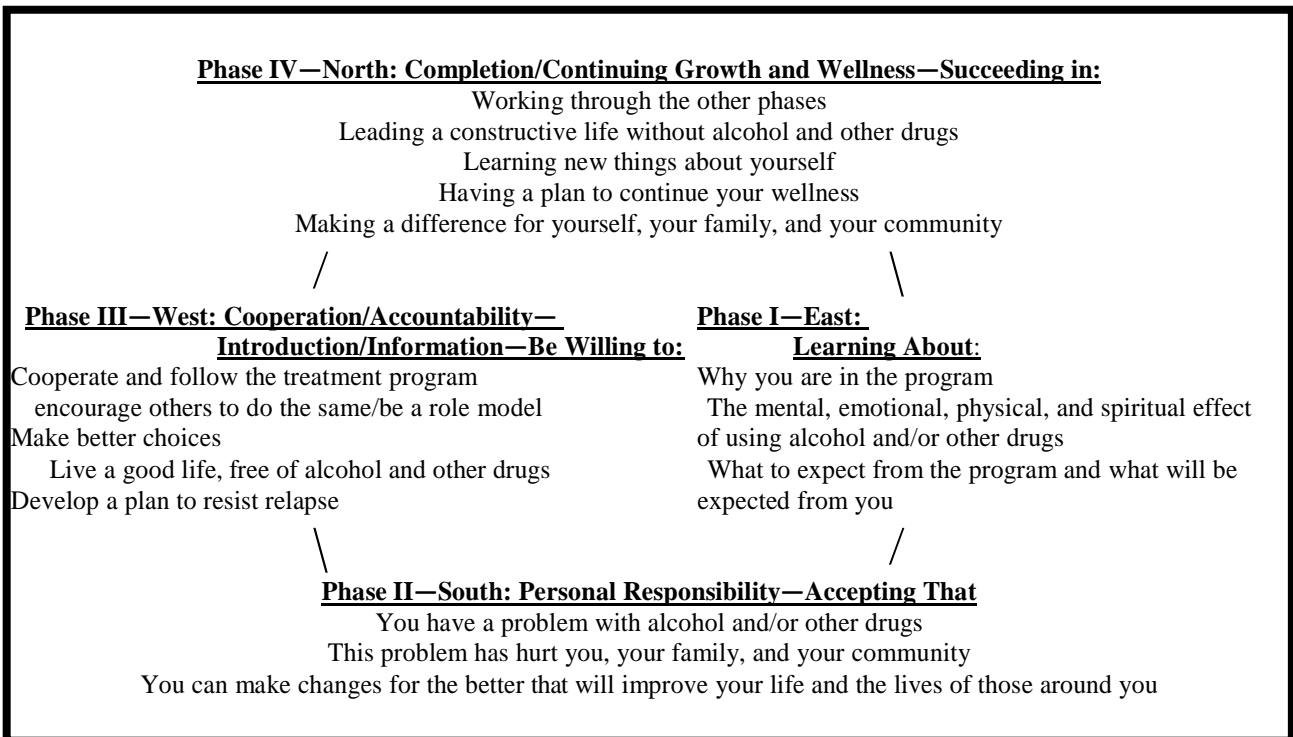 Phase IV—North: Completion/Continuing Growth and Wellness—Succeeding in:
Working through the other phases
Leading a constructive life without alcohol and other drugs
Learning new things about yourself
Having a plan to continue your wellness
Making a difference for yourself, your family, and your community
Phase III—West: Cooperation/Accountability—
Introduction/Information—Be Willing to:
Cooperate and follow the treatment program
encourage others to do the same/be a role model
Make better choices
Live a good life, free of alcohol and other drugs
Develop a plan to resist relapse
Phase I—East:
Learning About:
Why you are in the program
The mental, emotional, physical, and spiritual effect
of using alcohol and/or other drugs
What to expect from the program and what will be
expected from you
Phase II—South: Personal Responsibility—Accepting That
You have a problem with alcohol and/or other drugs
This problem has hurt you, your family, and your community
You can make changes for the better that will improve your life and the lives of those around you